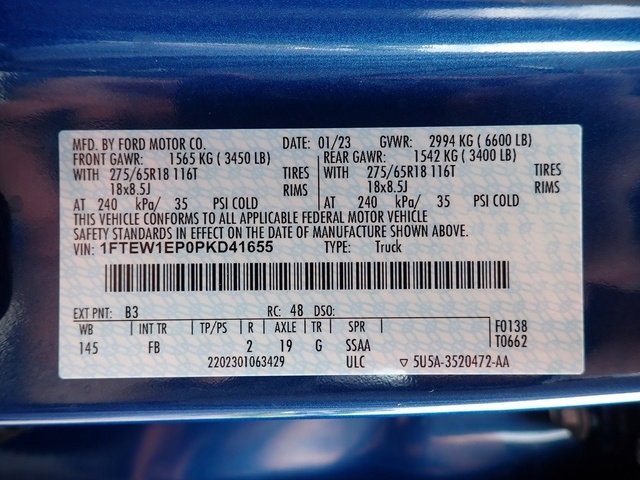 MFD. BY FORD MOTOR CO. DATE: 01/23 GVWR: 2994 KG ( 6600 LB)
FRONT GAWR: 1565 KG ( 3450 LB) REAR GAWR: 1542 KG ( 3400 LB)
WITH 275/65R18 116T TIRES WITH 275/65R18 116T TIRES
18x8.5J RIMS 18x8.5J RIMS
AT 240 kPa/ 35 PSI COLD AT 240 kPa/ 35 PSI COLD
THIS VEHICLE CONFORMS TO ALL APPLICABLE FEDERAL MOTOR VEHICLE
SAFETY STANDARDS IN EFFECT ON THE DATE OF MANUFACTURE SHOWN ABOVE.
VIN: 1FTEW1EP0PKD41655 TYPE: Truck
EXT PNT: B3 RC: 48 DSO:
WB INT TR TP/PS R AXLE TR SPR F0138
145 FB 2 19 G SSAA T0662
2202301063429 ULC ▽ 5U5A-3520472-AA